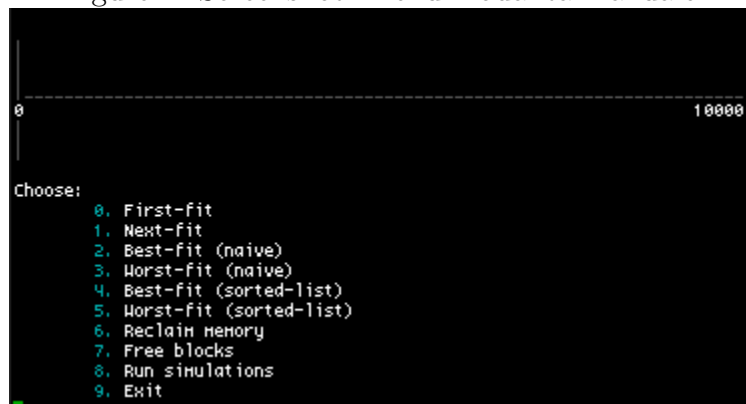 0 10000
Choose:
0. First-fit
1. Next-fit
2. Best-fit (naive)
3. Worst-fit (naive)
4. Best-fit (sorted-list)
5. Worst-fit (sorted-list)
6. Reclaim memory
7. Free blocks
8. Run simulations
9. Exit